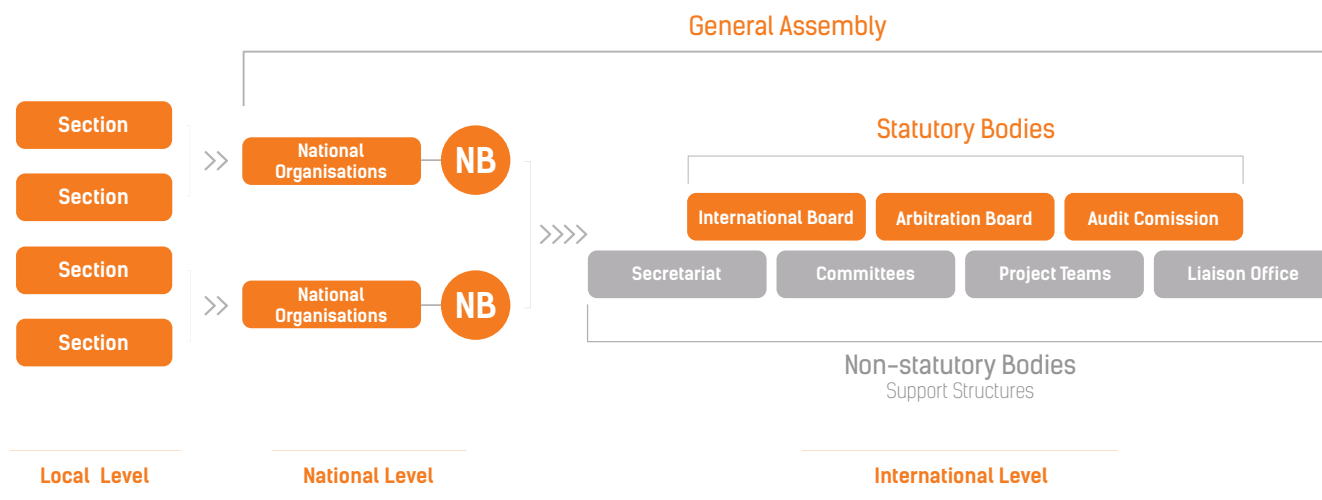 General Assembly
Section
Section
Section
Section
National
Organisations
NB
National
Organisations
NB
Statutory Bodies
International Board
Arbitration Board
Audit Comission
Secretariat
Committees
Project Teams
Liaison Office
Non-statutory Bodies
Support Structures
Local Level
National Level
International Level